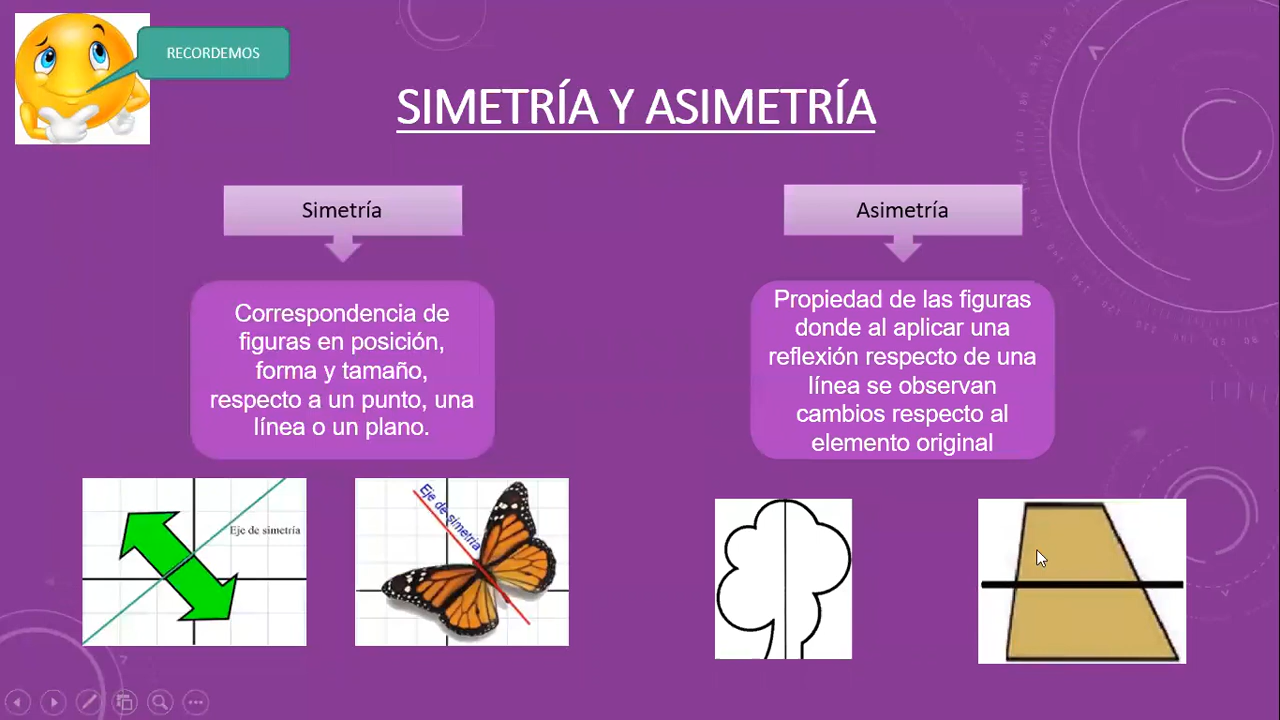 RECORDEMOS
SIMETRÍA Y ASIMETRÍA
Simetría
Correspondencia de
figuras en posición,
forma y tamaño,
respecto a un punto, una
línea o un plano.
Eje de simetría
Eje de simetría
Asimetría
Propiedad de las figuras
donde al aplicar una
reflexión respecto de una
línea se observan
cambios respecto al
elemento original